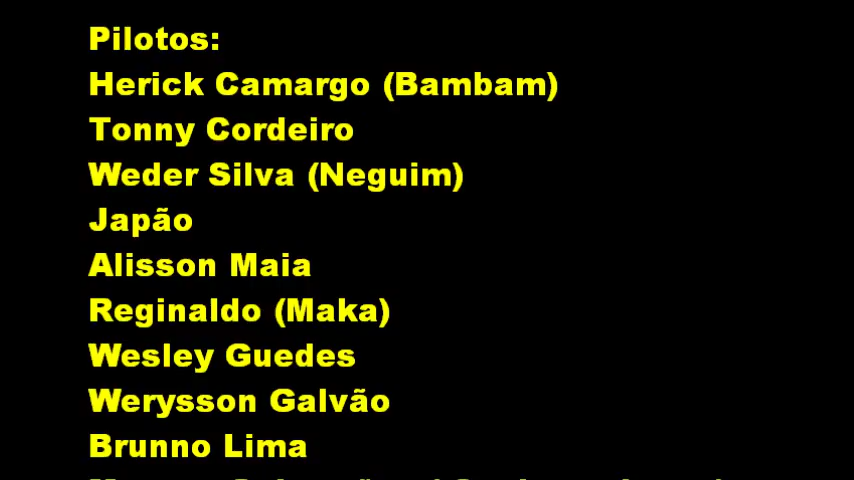 Pilotos:
Herick Camargo (Bambam)
Tonny Cordeiro
Weder Silva (Neguim)
Japão
Alisson Maia
Reginaldo (Maka)
Wesley Guedes
Werysson Galvão
Brunno Lima